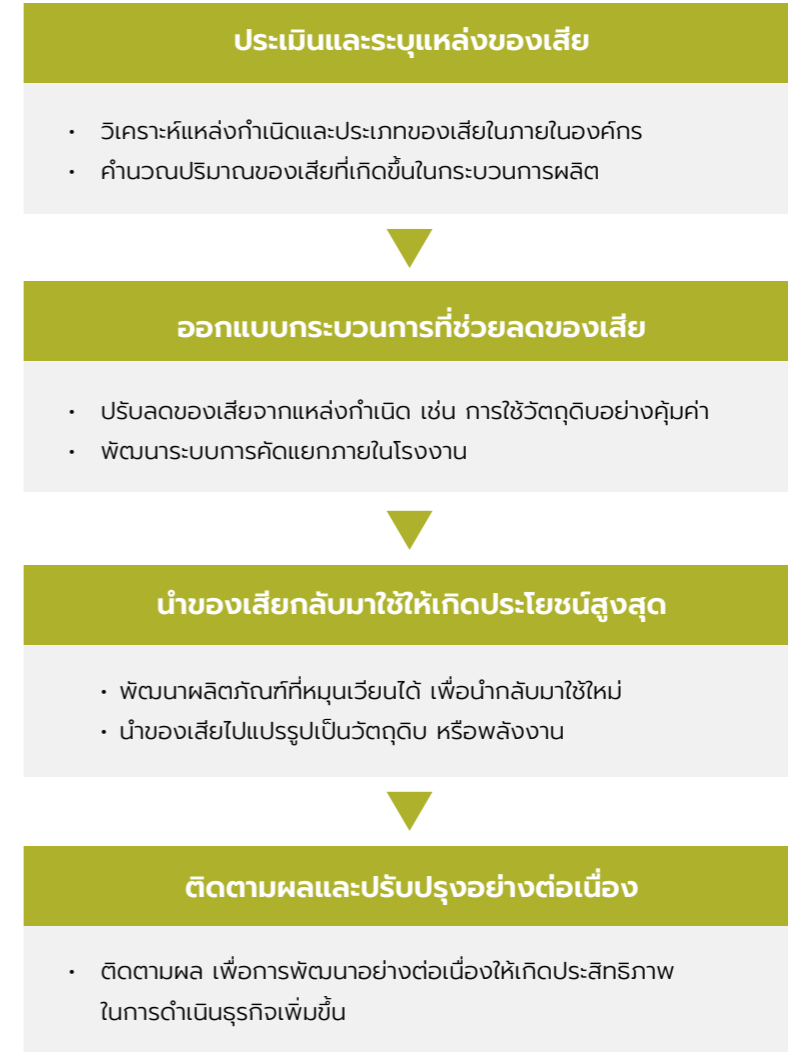 ประเมินและระบุแหล่งของเสีย
• วิเคราะห์แหล่งกำเนิดและประเภทของเสียในภายในองค์กร
• คำนวณปริมาณของเสียที่เกิดขึ้นในกระบวนการผลิต
ออกแบบกระบวนการที่ช่วยลดของเสีย
• ปรับลดของเสียจากแหล่งกำเนิด เช่น การใช้วัตถุดิบอย่างคุ้มค่า
• พัฒนาระบบการคัดแยกภายในโรงงาน
นำของเสียกลับมาใช้ให้เกิดประโยชน์สูงสุด
• พัฒนาผลิตภัณฑ์ที่หมุนเวียนได้ เพื่อนำกลับมาใช้ใหม่
• นำของเสียไปแปรรูปเป็นวัตถุดิบ หรือพลังงาน
ติดตามผลและปรับปรุงอย่างต่อเนื่อง
• ติดตามผล เพื่อการพัฒนาอย่างต่อเนื่องให้เกิดประสิทธิภาพ
ในการดำเนินธุรกิจเพิ่มขึ้น